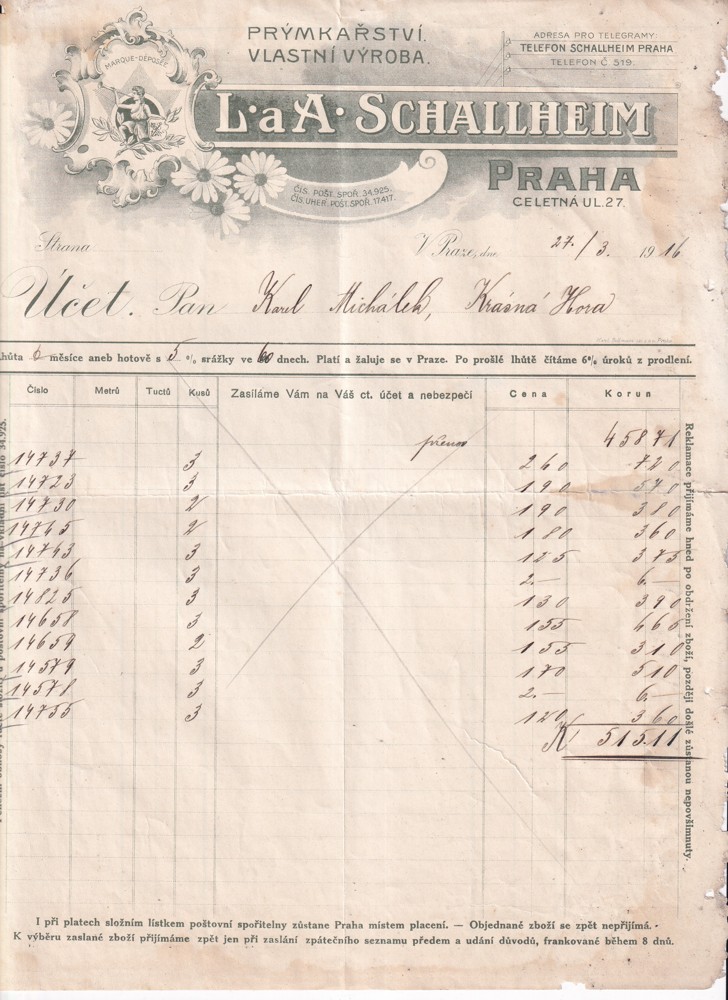 PRÝMKAŘSTVÍ.
VLASTNÍ VÝROBA.
ADRESA PRO TELEGRAMY:
TELEFON SCHALLHEIM PRAHA
TELEFON Č 519.
MARQUE-DÉPOSÉE
L·a A· SCHALLHEIM
PRAHA
CELETNÁ UL.27.
ČÍS. POŠT. SPOŘ. 34.925.
ČÍS. UHER. POŠT. SPOŘ. 17.417.
Strana
V Praze, dne 27./3. 1916
Účet. Pan Karel Michálek, Krásná Hora
lhůta 6 měsíce aneb hotově s 5 % srážky ve 60 dnech. Platí a žaluje se v Praze. Po prošlé lhůtě čítáme 6% úroků z prodlení.
Číslo Metrů Tuctů Kusů Zasíláme Vám na Váš ct. účet a nebezpečí Cena Korun
přenos 458 71
14737 3 2 60 7 20
14723 3 1 90 5 70
14730 2 1 90 3 80
14765 2 1 80 3 60
14743 3 1 25 3 75
14736 3 2.— 6.—
14825 3 1 30 3 90
14658 3 1 55 4 65
14659 2 1 55 3 10
14579 3 1 70 5 10
14578 3 2.— 6.—
14755 3 1 20 3 60
K 515.11
Reklamace přijímáme hned po obdržení zboží, později došlé zůstanou nepovšimnuty.
I při platech složním lístkem poštovní spořitelny zůstane Praha místem placení. — Objednané zboží se zpět nepřijímá.
K výběru zaslané zboží přijímáme zpět jen při zaslání zpátečního seznamu předem a udání důvodů, frankované během 8 dnů.